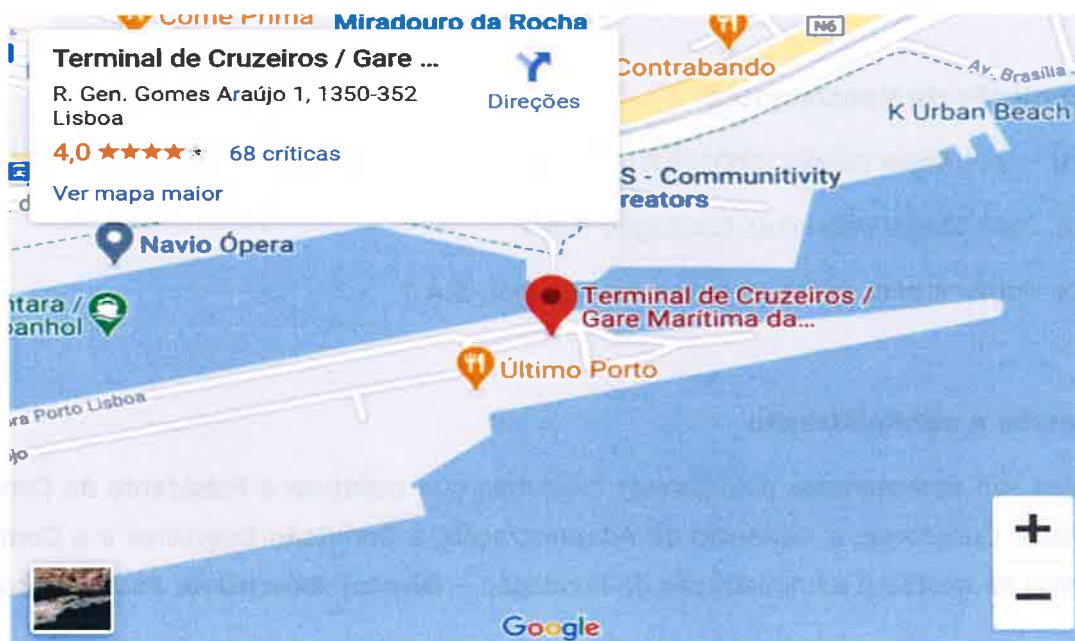 Come Prima
Miradouro da Rocha
N6
Terminal de Cruzeiros / Gare ...
R. Gen. Gomes Araújo 1, 1350-352
Lisboa
4,0
68 críticas
Ver mapa maior
Direções
Contrabando
Av. Brasília
K Urban Beach
S - Communitivity
reators
Navio Ópera
ntara /
panhol
Terminal de Cruzeiros /
Gare Marítima da...
Último Porto
ra Porto Lisboa
ojo
+
−
Google